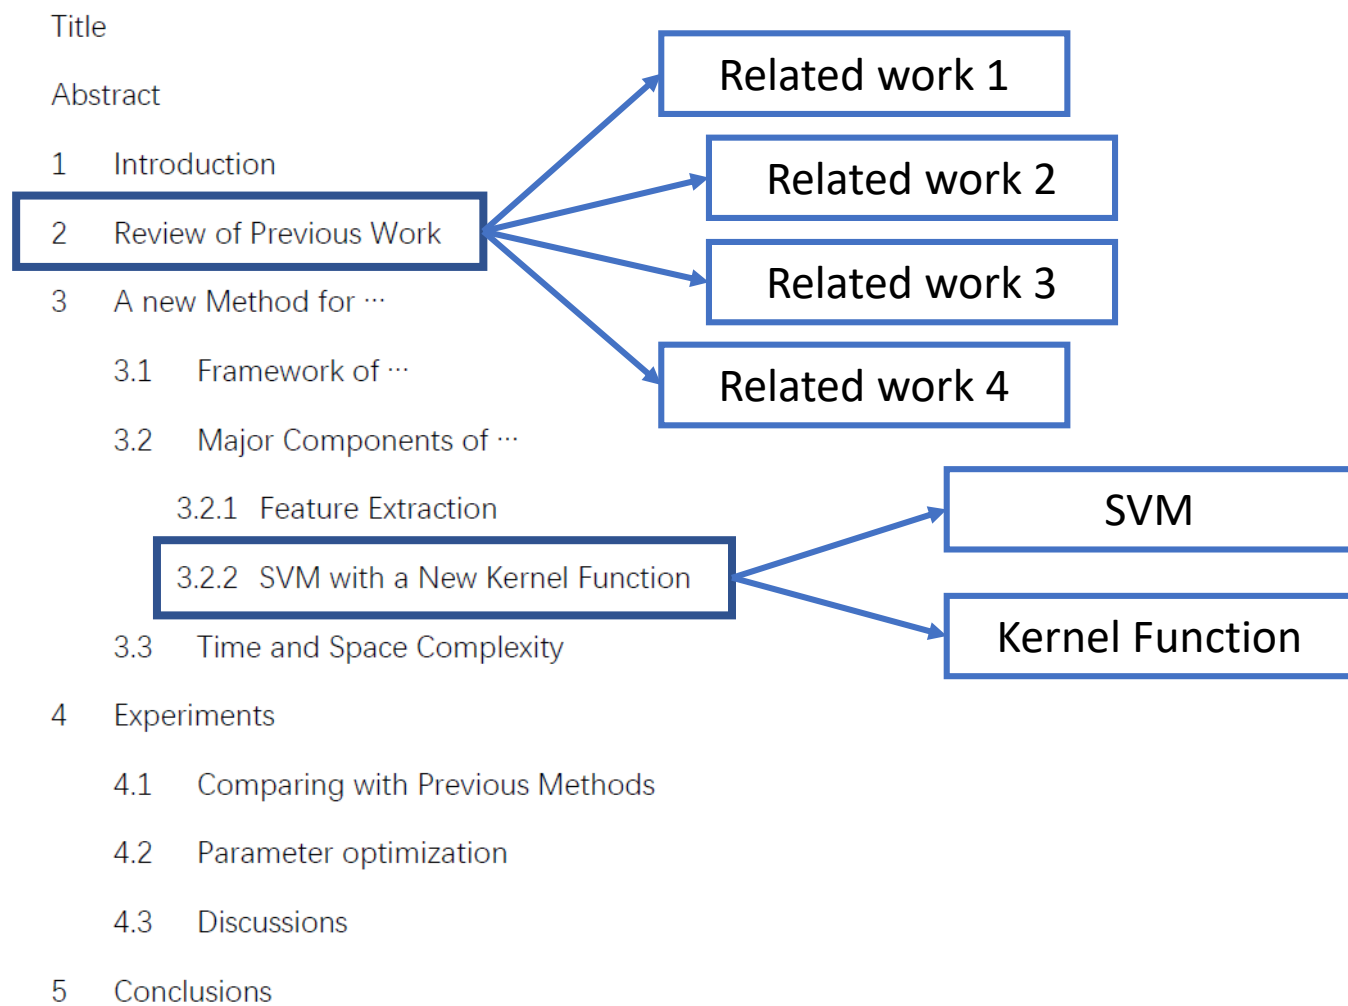 Title
Abstract
1 Introduction
2 Review of Previous Work
3 A new Method for ···
3.1 Framework of ···
3.2 Major Components of ···
3.2.1 Feature Extraction
3.2.2 SVM with a New Kernel Function
3.3 Time and Space Complexity
4 Experiments
4.1 Comparing with Previous Methods
4.2 Parameter optimization
4.3 Discussions
5 Conclusions
Related work 1
Related work 2
Related work 3
Related work 4
SVM
Kernel Function